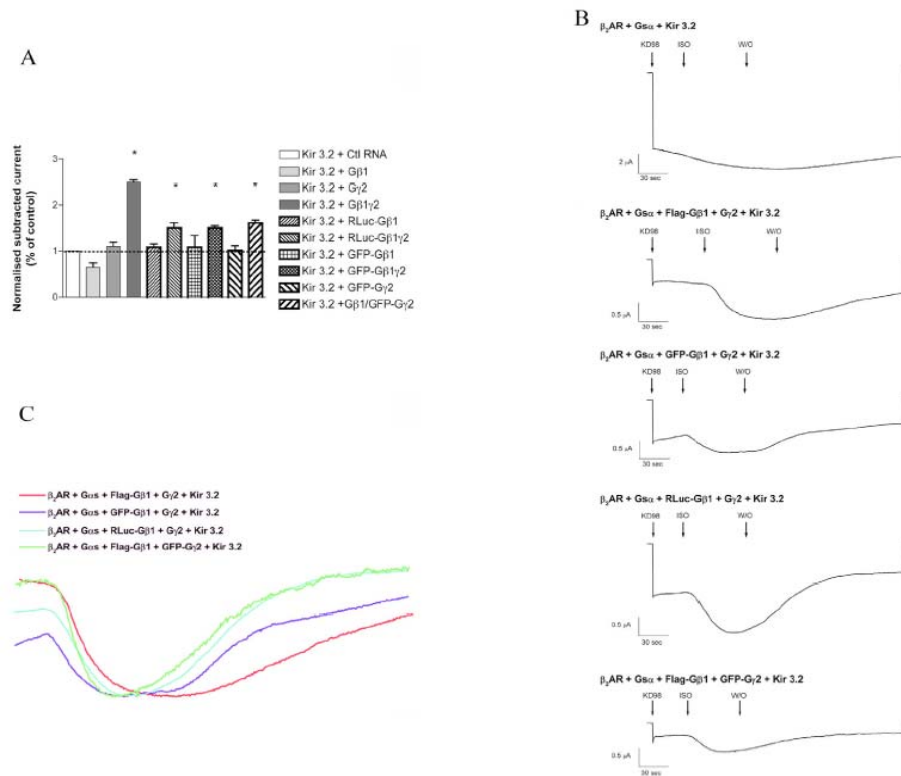 A
Normalised subtracted current
(% of control)
3
2
1
0
*
*
*
*
Kir 3.2 + Ctl RNA
Kir 3.2 + Gβ1
Kir 3.2 + Gγ2
Kir 3.2 + Gβ1γ2
Kir 3.2 + RLuc-Gβ1
Kir 3.2 + RLuc-Gβ1γ2
Kir 3.2 + GFP-Gβ1
Kir 3.2 + GFP-Gβ1γ2
Kir 3.2 + GFP-Gγ2
Kir 3.2 +Gβ1/GFP-Gγ2
B
β₂AR + Gsα + Kir 3.2
KD98 ISO W/O
2 µA
30 sec
β₂AR + Gsα + Flag-Gβ1 + Gγ2 + Kir 3.2
KD98 ISO W/O
0.5 µA
30 sec
β₂AR + Gsα + GFP-Gβ1 + Gγ2 + Kir 3.2
KD98 ISO W/O
0.5 µA
30 sec
β₂AR + Gsα + RLuc-Gβ1 + Gγ2 + Kir 3.2
KD98 ISO W/O
0.5 µA
30 sec
β₂AR + Gsα + Flag-Gβ1 + GFP-Gγ2 + Kir 3.2
KD98 ISO W/O
0.5 µA
30 sec
C
β₂AR + Gαs + Flag-Gβ1 + Gγ2 + Kir 3.2
β₂AR + Gαs + GFP-Gβ1 + Gγ2 + Kir 3.2
β₂AR + Gαs + RLuc-Gβ1 + Gγ2 + Kir 3.2
β₂AR + Gαs + Flag-Gβ1 + GFP-Gγ2 + Kir 3.2